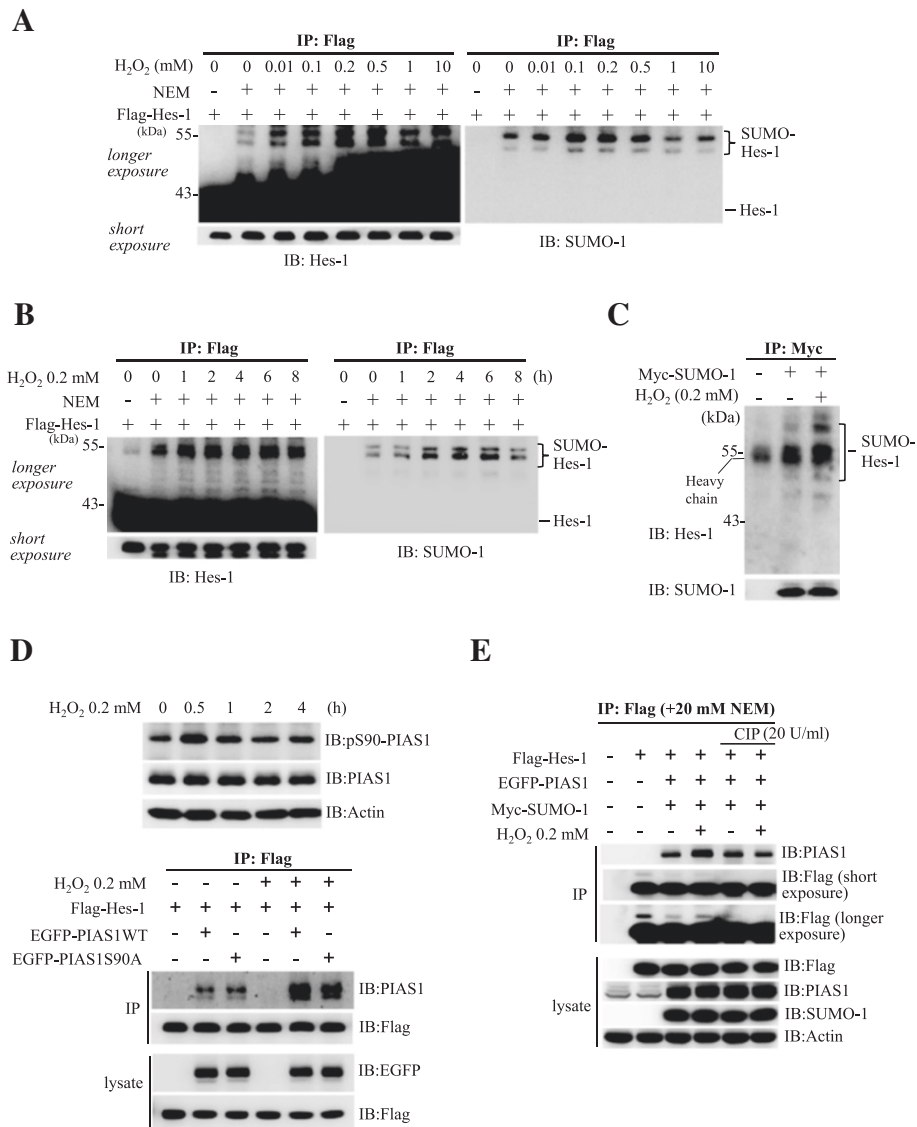 A
IP: Flag IP: Flag
H₂O₂ (mM) 0 0 0.01 0.1 0.2 0.5 1 10 0 0 0.01 0.1 0.2 0.5 1 10
NEM - + + + + + + + - + + + + + + +
Flag-Hes-1 + + + + + + + + + + + + + + + +
(kDa)
55-
longer exposure
43-
SUMO-Hes-1
Hes-1
short exposure
IB: Hes-1 IB: SUMO-1
B
IP: Flag IP: Flag
H₂O₂ 0.2 mM 0 0 1 2 4 6 8 0 0 1 2 4 6 8 (h)
NEM - + + + + + + - + + + + + +
Flag-Hes-1 + + + + + + + + + + + + + +
(kDa)
55-
longer exposure
43-
SUMO-Hes-1
Hes-1
short exposure
IB: Hes-1 IB: SUMO-1
C
IP: Myc
Myc-SUMO-1 - + +
H₂O₂ (0.2 mM) +
(kDa)
55
Heavy chain
43
SUMO-Hes-1
IB: Hes-1
IB: SUMO-1
D
H₂O₂ 0.2 mM 0 0.5 1 2 4 (h)
IB:pS90-PIAS1
IB:PIAS1
IB:Actin
IP: Flag
H₂O₂ 0.2 mM - - - + + +
Flag-Hes-1 + + + + + +
EGFP-PIAS1WT - + - - + -
EGFP-PIAS1S90A - - + - - +
IP
IB:PIAS1
IB:Flag
lysate
IB:EGFP
IB:Flag
E
IP: Flag (+20 mM NEM)
CIP (20 U/ml)
Flag-Hes-1 - + + + + +
EGFP-PIAS1 - - + + + +
Myc-SUMO-1 - - + + + +
H₂O₂ 0.2 mM - - - + - +
IP
IB:PIAS1
IB:Flag (short exposure)
IB:Flag (longer exposure)
lysate
IB:Flag
IB:PIAS1
IB:SUMO-1
IB:Actin